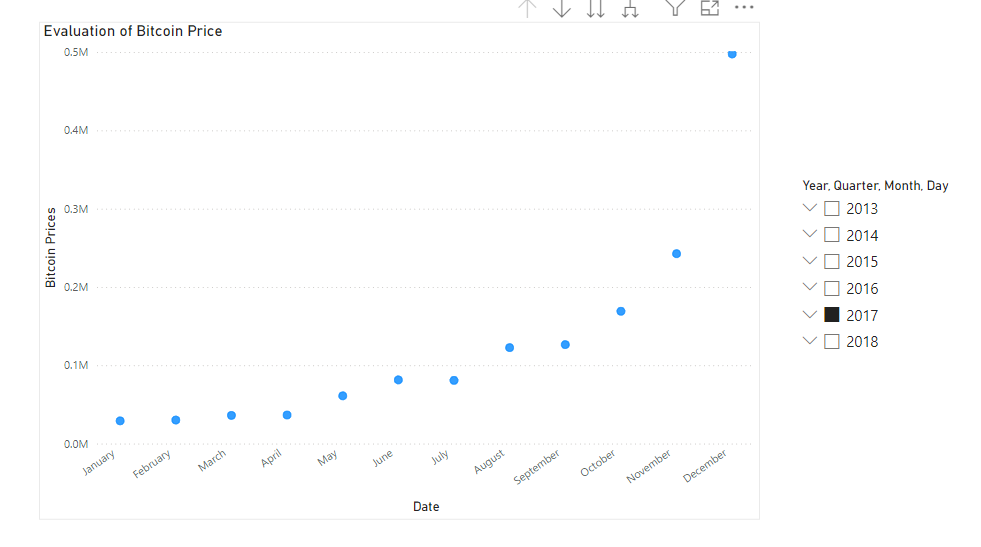 Evaluation of Bitcoin Price
0.5M
0.4M
0.3M
0.2M
0.1M
0.0M
Bitcoin Prices
January
February
March
April
May
June
July
August
September
October
November
December
Date
Year, Quarter, Month, Day
2013
2014
2015
2016
2017
2018